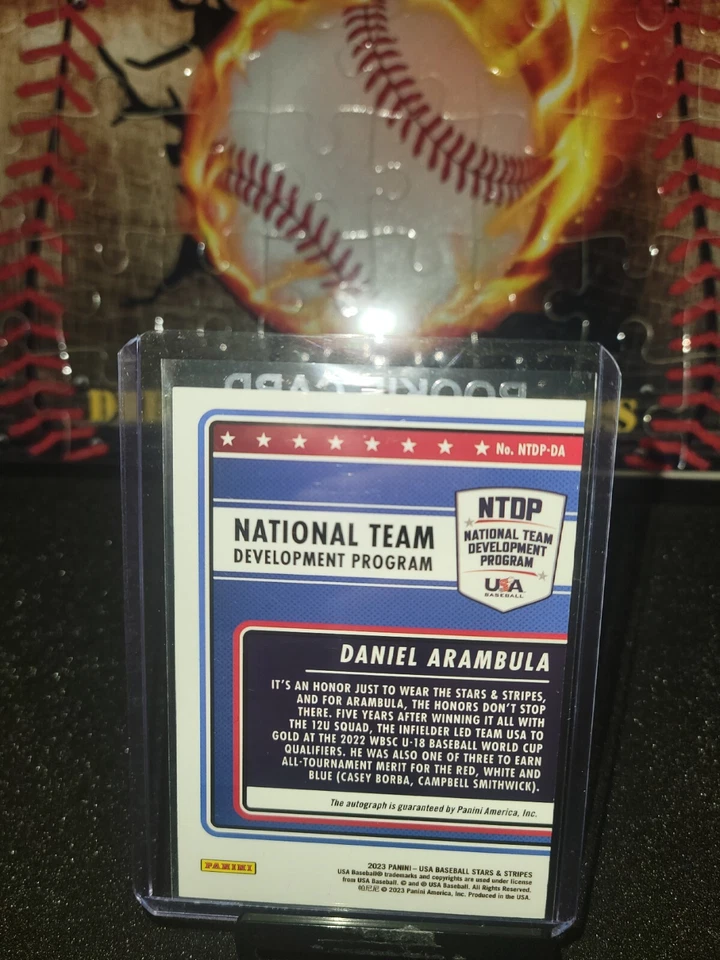 ROOKIE CARD
No. NTDP-DA
NATIONAL TEAM
DEVELOPMENT PROGRAM
NTDP
NATIONAL TEAM
DEVELOPMENT
PROGRAM
USA
BASEBALL
DANIEL ARAMBULA
IT'S AN HONOR JUST TO WEAR THE STARS & STRIPES,
AND FOR ARAMBULA, THE HONORS DON'T STOP
THERE. FIVE YEARS AFTER WINNING IT ALL WITH
THE 12U SQUAD, THE INFIELDER LED TEAM USA TO
GOLD AT THE 2022 WBSC U-18 BASEBALL WORLD CUP
QUALIFIERS. HE WAS ALSO ONE OF THREE TO EARN
ALL-TOURNAMENT MERIT FOR THE RED, WHITE AND
BLUE (CASEY BORBA, CAMPBELL SMITHWICK).
The autograph is guaranteed by Panini America, Inc.
PANINI
2023 PANINI – USA BASEBALL STARS & STRIPES
USA Baseball® trademarks and copyrights are used under license
from USA Baseball. © and ® USA Baseball. All Rights Reserved.
帕尼尼 © 2023 Panini America, Inc. Produced in the USA.